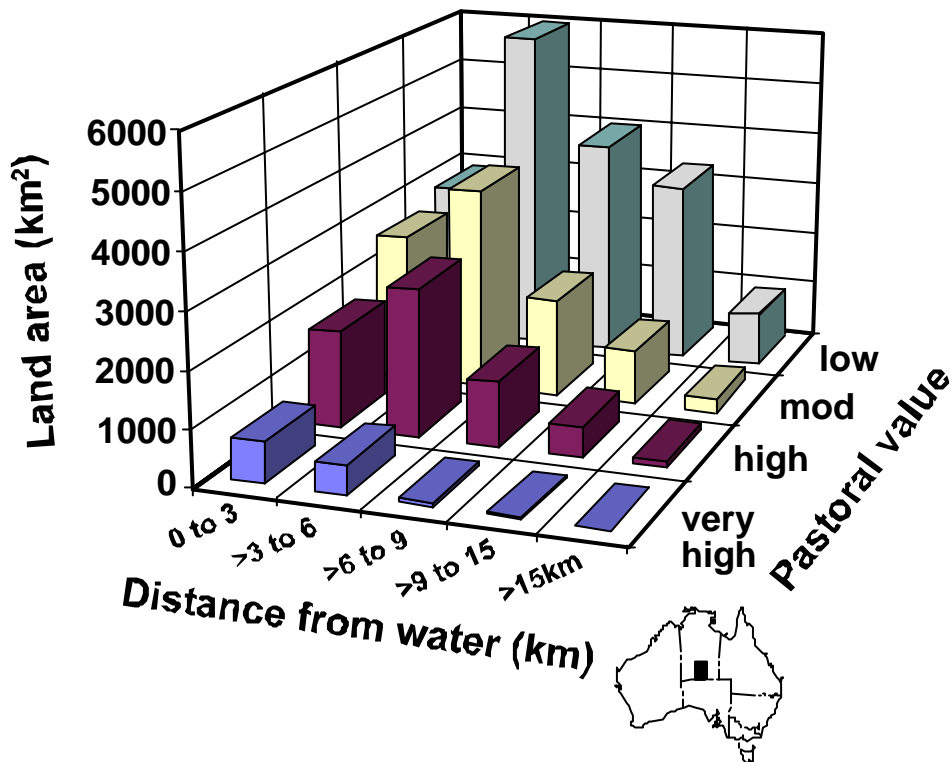 6000
5000
4000
3000
2000
1000
0
Land area (km²)
0 to 3
>3 to 6
>6 to 9
>9 to 15
>15km
Distance from water (km)
low
mod
high
very
high
Pastoral value